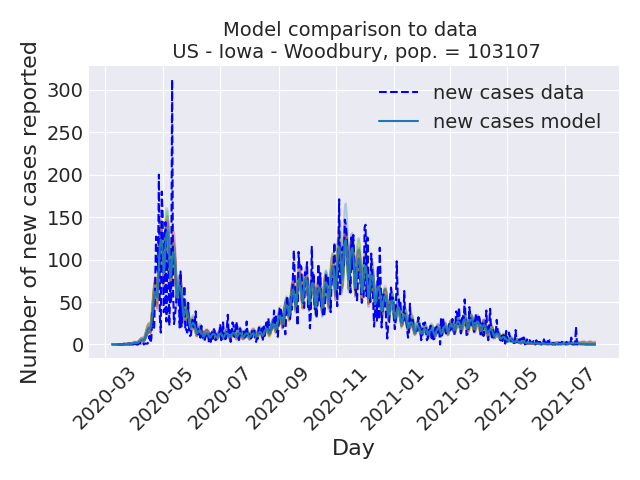 Model comparison to data
US - Iowa - Woodbury, pop. = 103107
new cases data
new cases model
Number of new cases reported
300
250
200
150
100
50
0
2020-03
2020-05
2020-07
2020-09
2020-11
2021-01
2021-03
2021-05
2021-07
Day